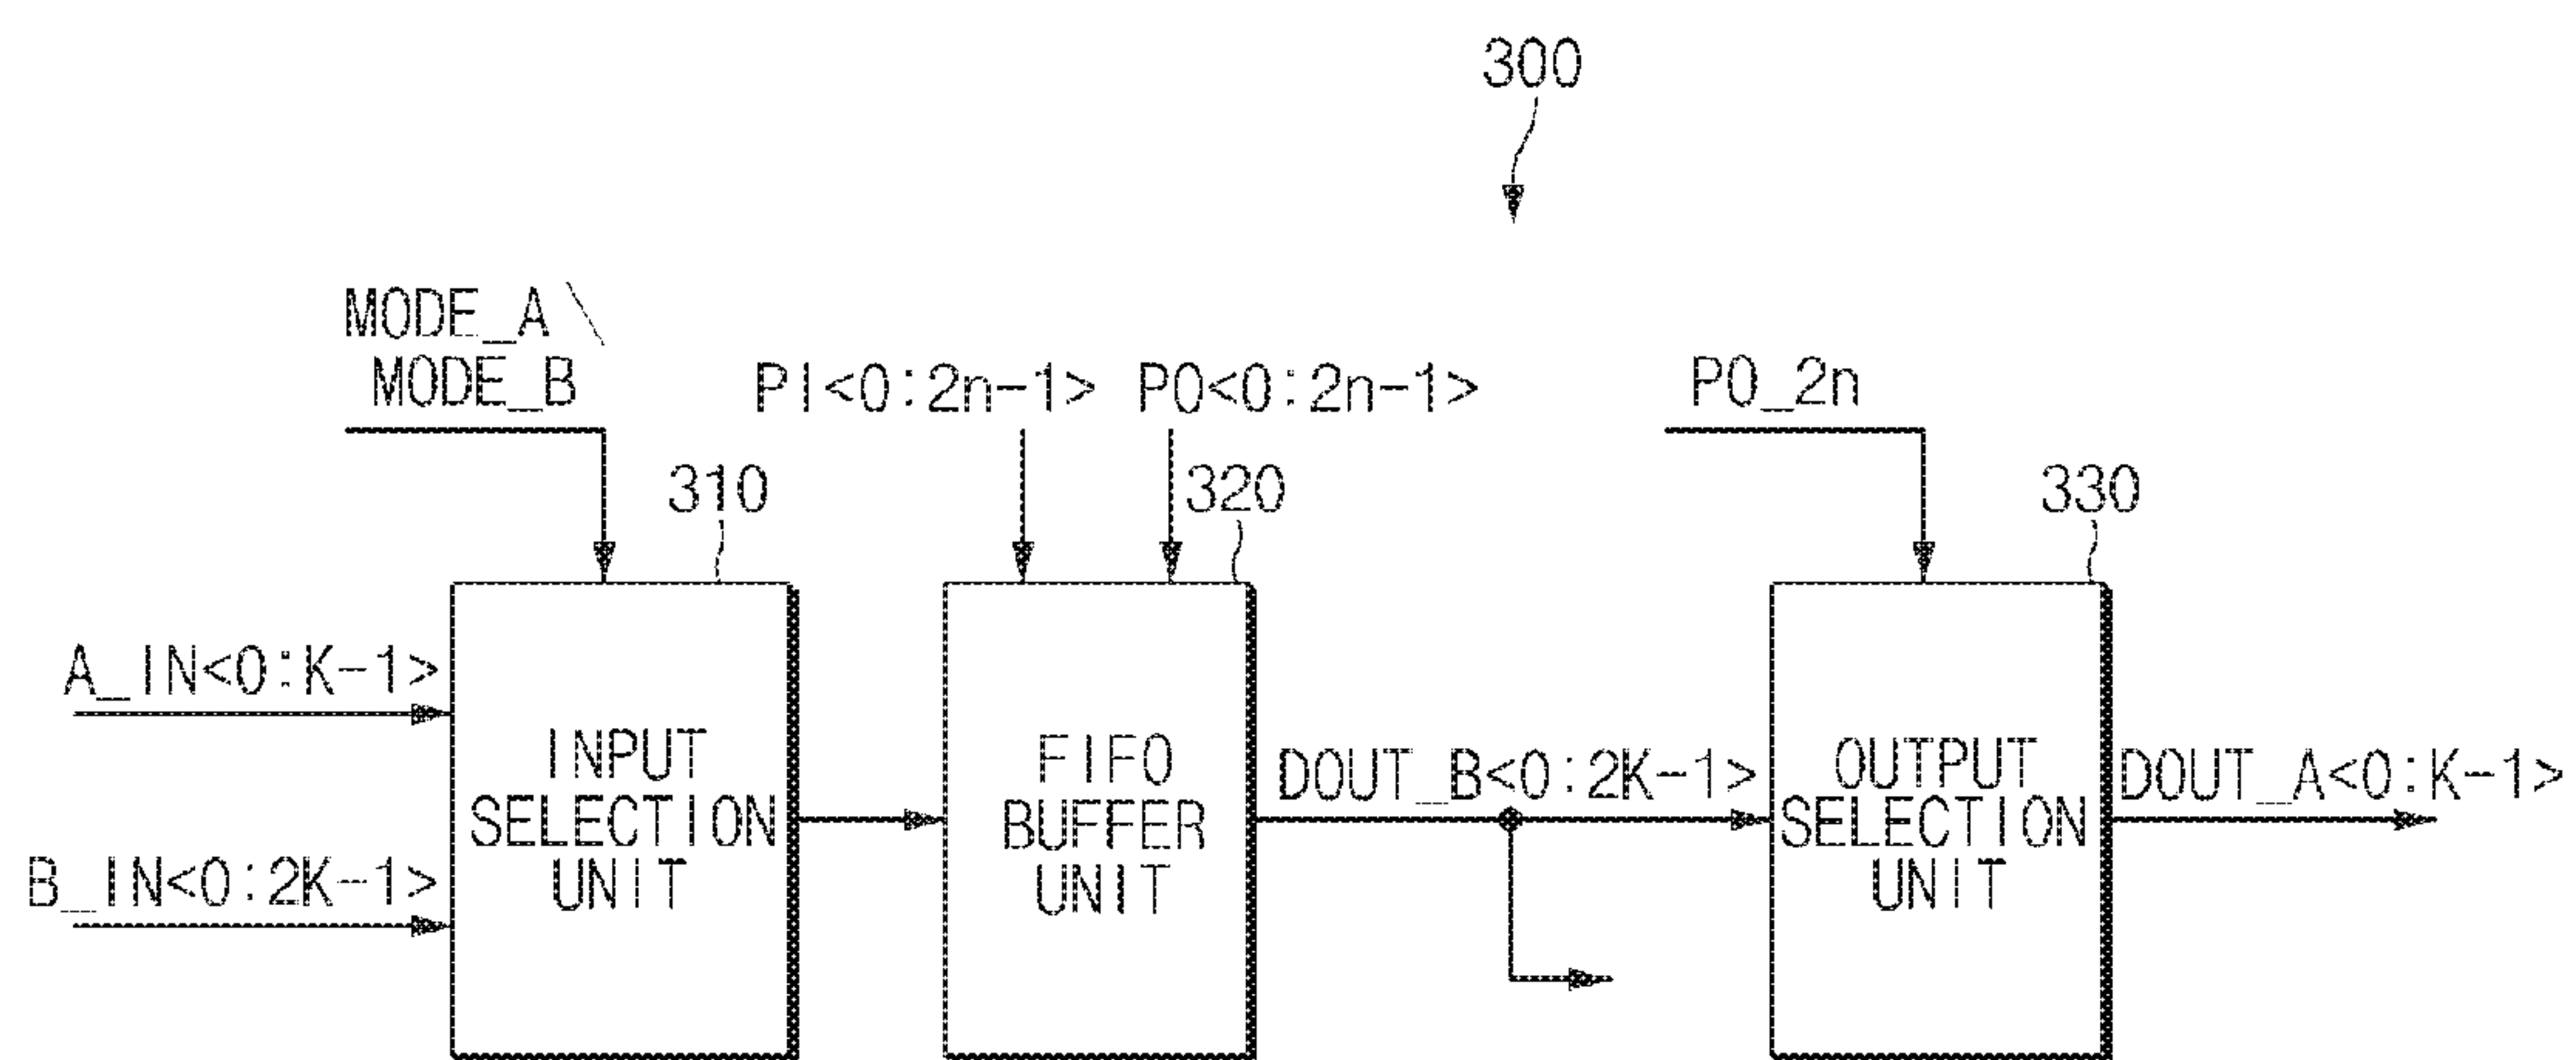 300
MODE_A \
MODE_B
PI<0:2n-1>
PO<0:2n-1>
PO_2n
310
320
330
A_IN<0:K-1>
B_IN<0:2K-1>
INPUT
SELECTION
UNIT
FIFO
BUFFER
UNIT
DOUT_B<0:2K-1>
OUTPUT
SELECTION
UNIT
DOUT_A<0:K-1>